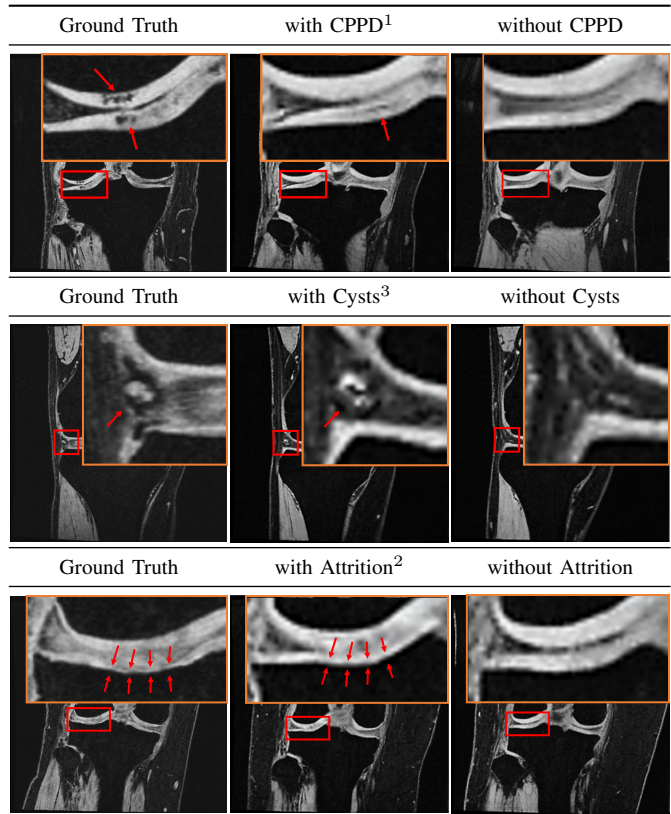 Ground Truth with CPPD¹ without CPPD
Ground Truth with Cysts³ without Cysts
Ground Truth with Attrition² without Attrition